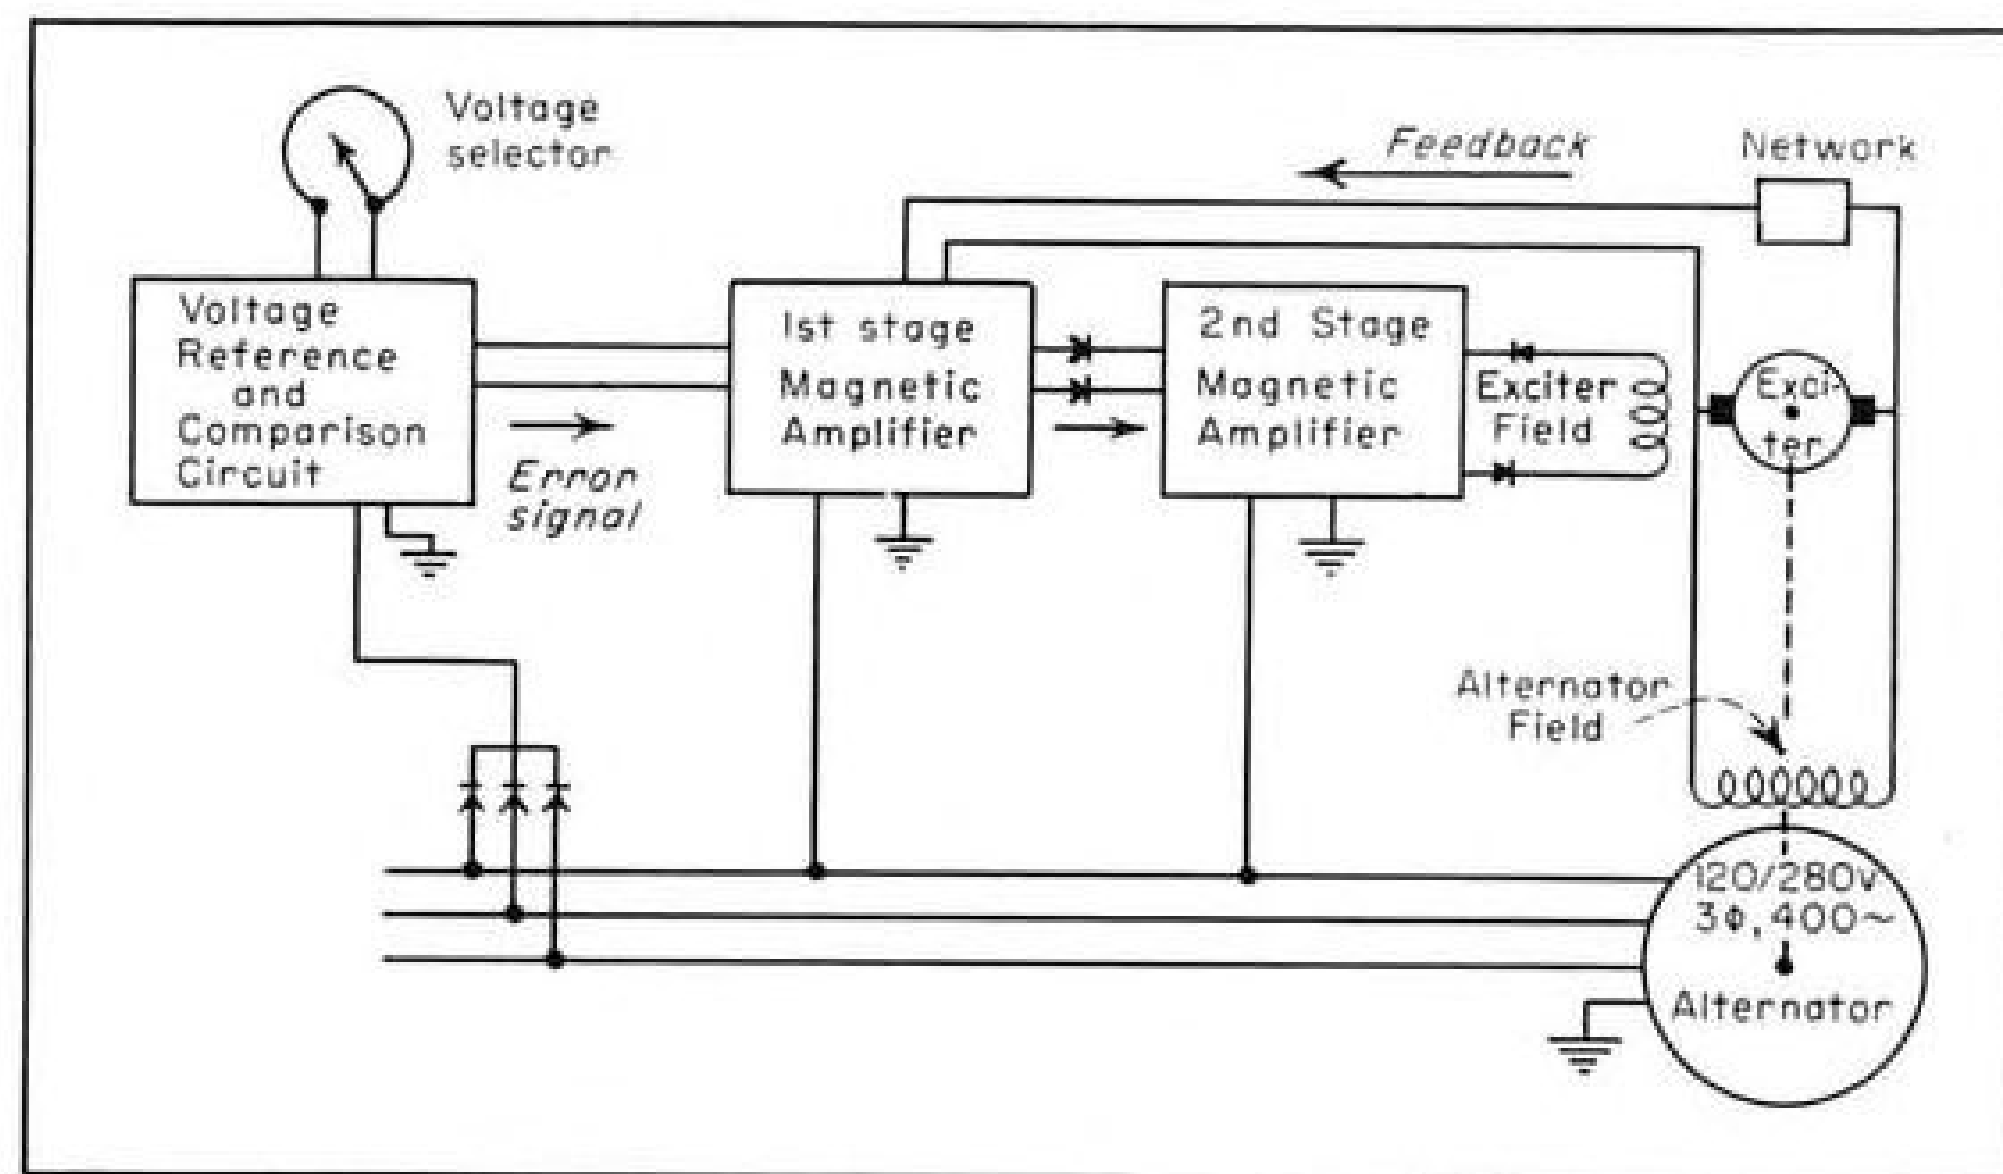 Voltage
selector
Feedback
Network
Voltage
Reference
and
Comparison
Circuit
Error
signal
1st stage
Magnetic
Amplifier
2nd Stage
Magnetic
Amplifier
Exciter
Field
Exci-
ter
Alternator
Field
120/280V
3Φ, 400~
Alternator